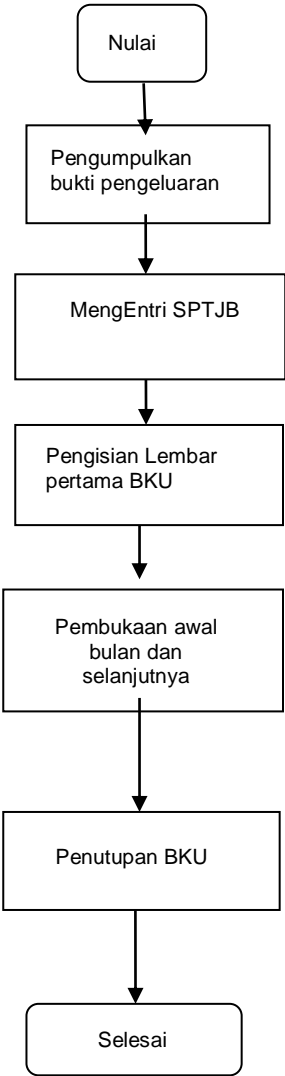 Nulai
Pengumpulkan
bukti pengeluaran
MengEntri SPTJB
Pengisian Lembar
pertama BKU
Pembukaan awal
bulan dan
selanjutnya
Penutupan BKU
Selesai